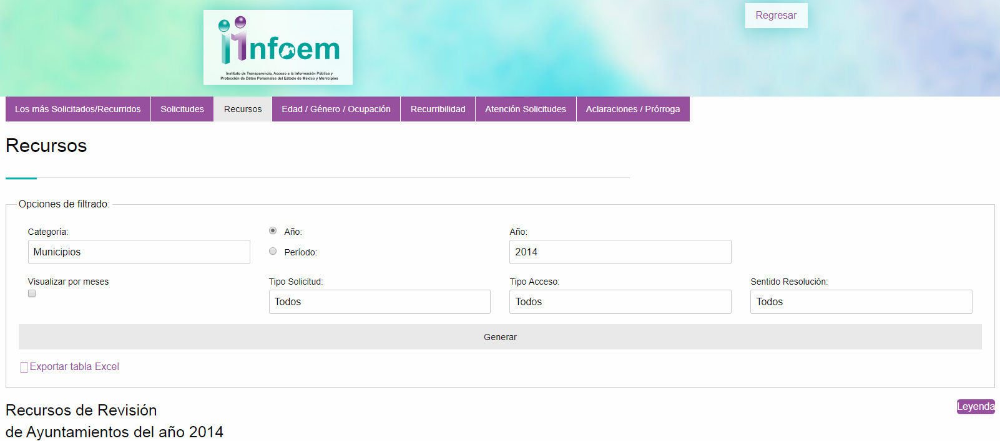 Regresar
infoem
Instituto de Transparencia, Acceso a la Información Pública y
Protección de Datos Personales del Estado de México y Municipios
Los más Solicitados/Recurridos
Solicitudes
Recursos
Edad / Género / Ocupación
Recurribilidad
Atención Solicitudes
Aclaraciones / Prórroga
Recursos
Opciones de filtrado:
Categoría:
Municipios
Año:
Período:
Año:
2014
Visualizar por meses
Tipo Solicitud:
Todos
Tipo Acceso:
Todos
Sentido Resolución:
Todos
Generar
Exportar tabla Excel
Recursos de Revisión
de Ayuntamientos del año 2014
Leyenda